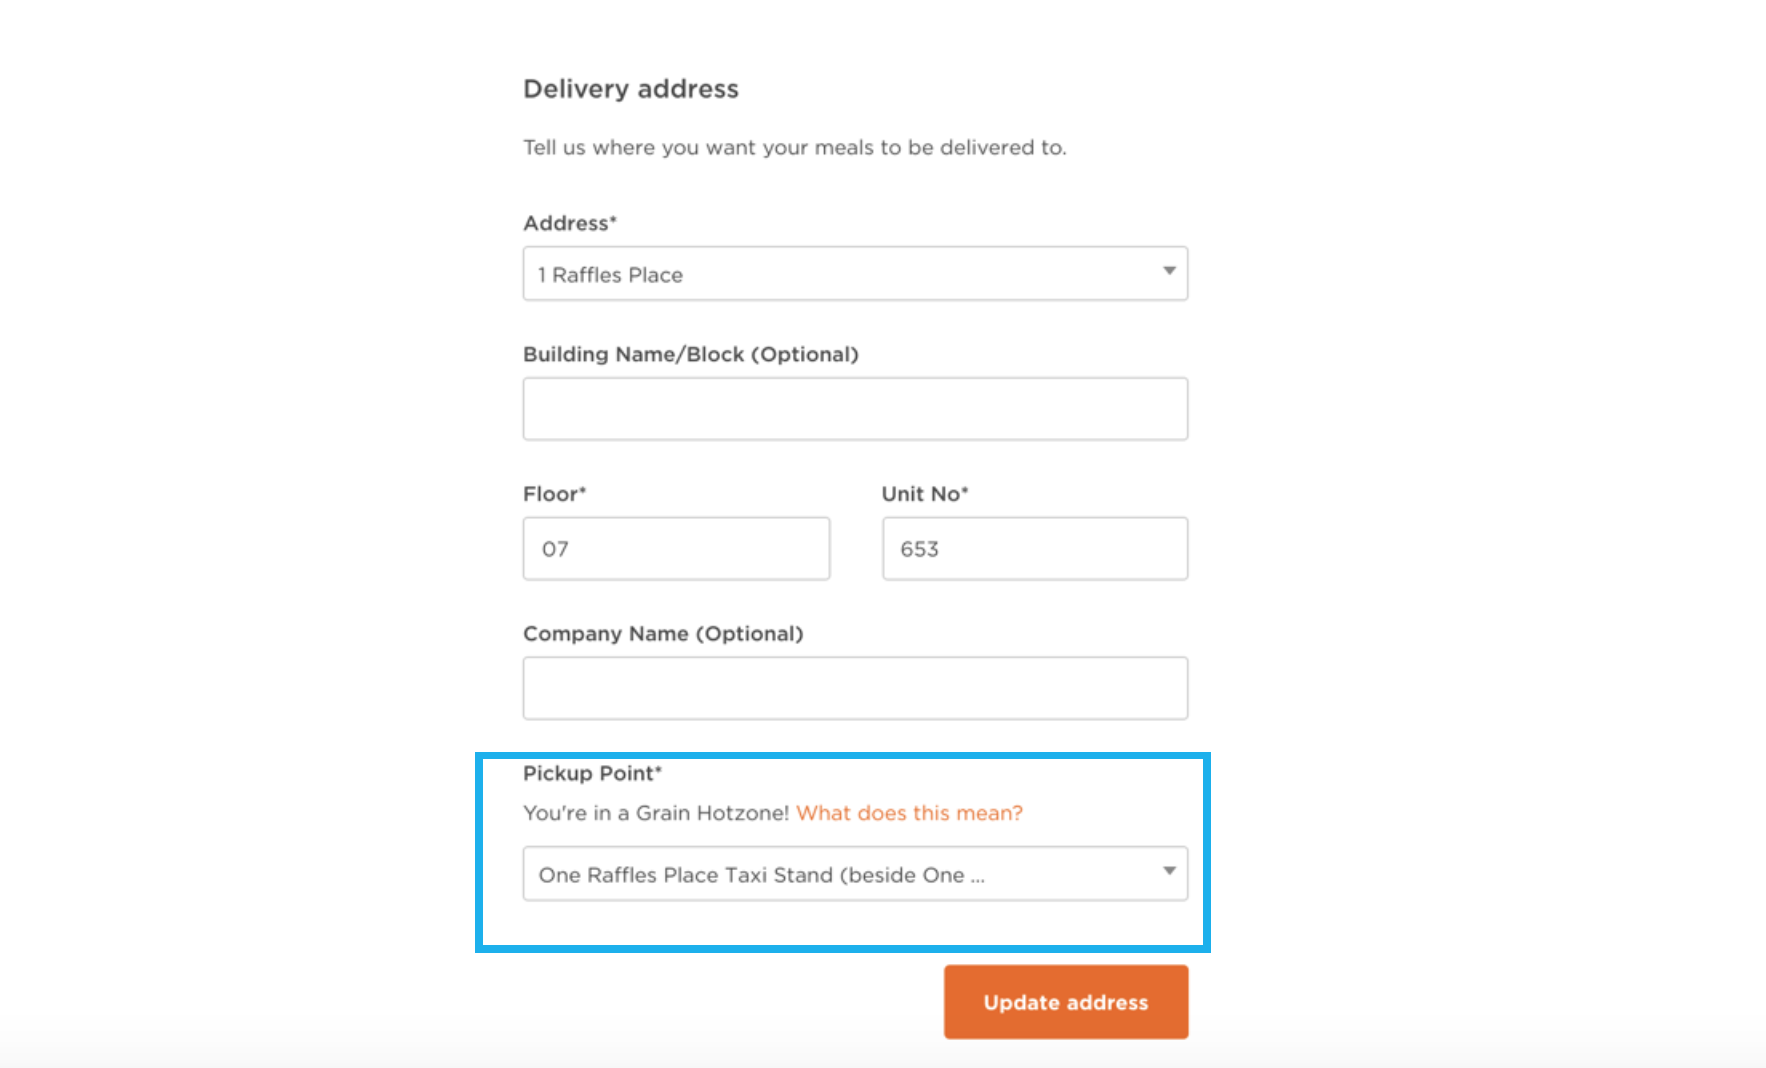 Delivery address
Tell us where you want your meals to be delivered to.
Address*
1 Raffles Place
Building Name/Block (Optional)
Floor* Unit No*
07 653
Company Name (Optional)
Pickup Point*
You're in a Grain Hotzone! What does this mean?
One Raffles Place Taxi Stand (beside One ...
Update address